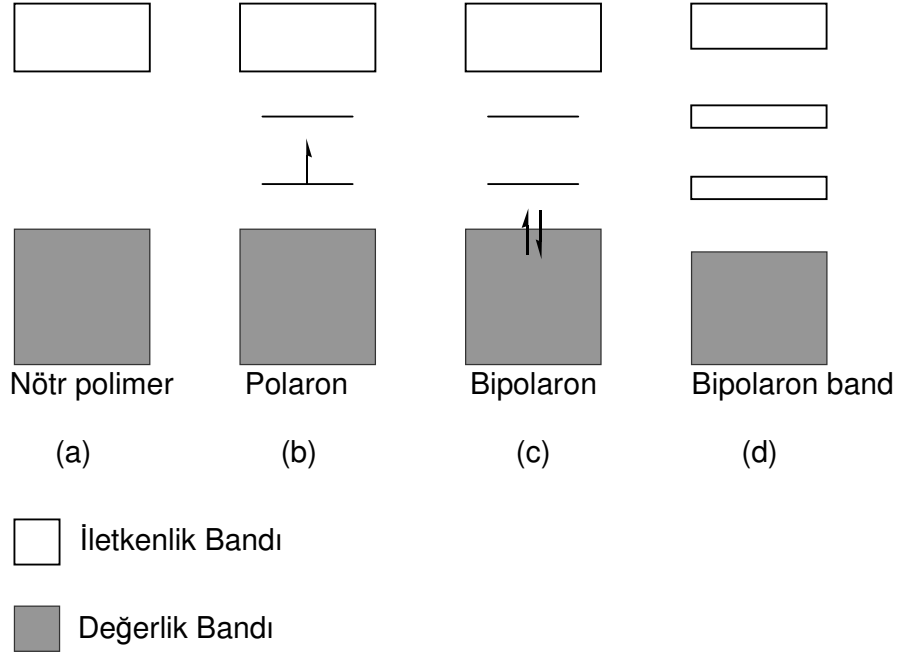 Nötr polimer Polaron Bipolaron Bipolaron band
(a) (b) (c) (d)
İletkenlik Bandı
Değerlik Bandı